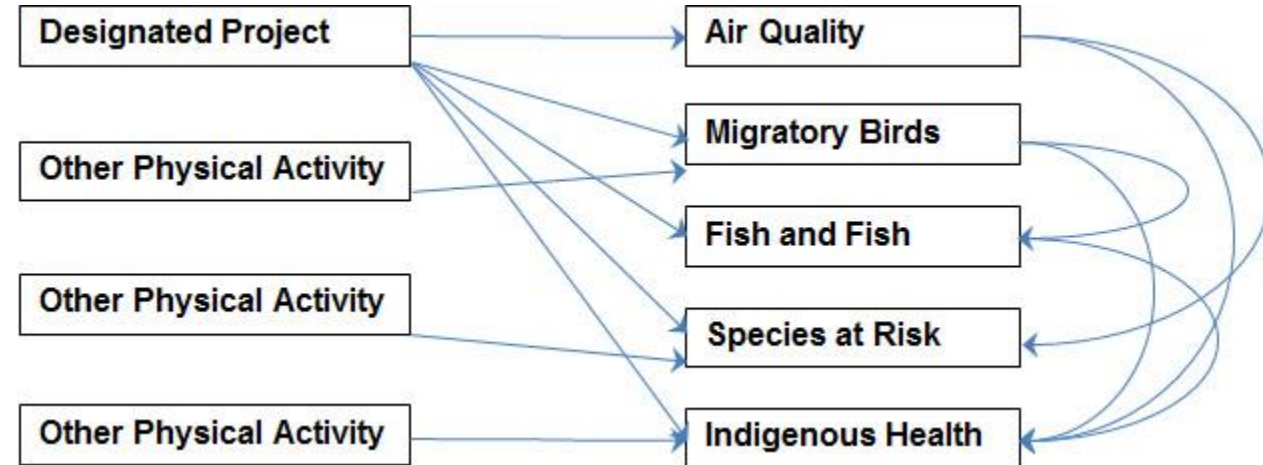 Designated Project
Air Quality
Migratory Birds
Other Physical Activity
Fish and Fish
Other Physical Activity
Species at Risk
Other Physical Activity
Indigenous Health